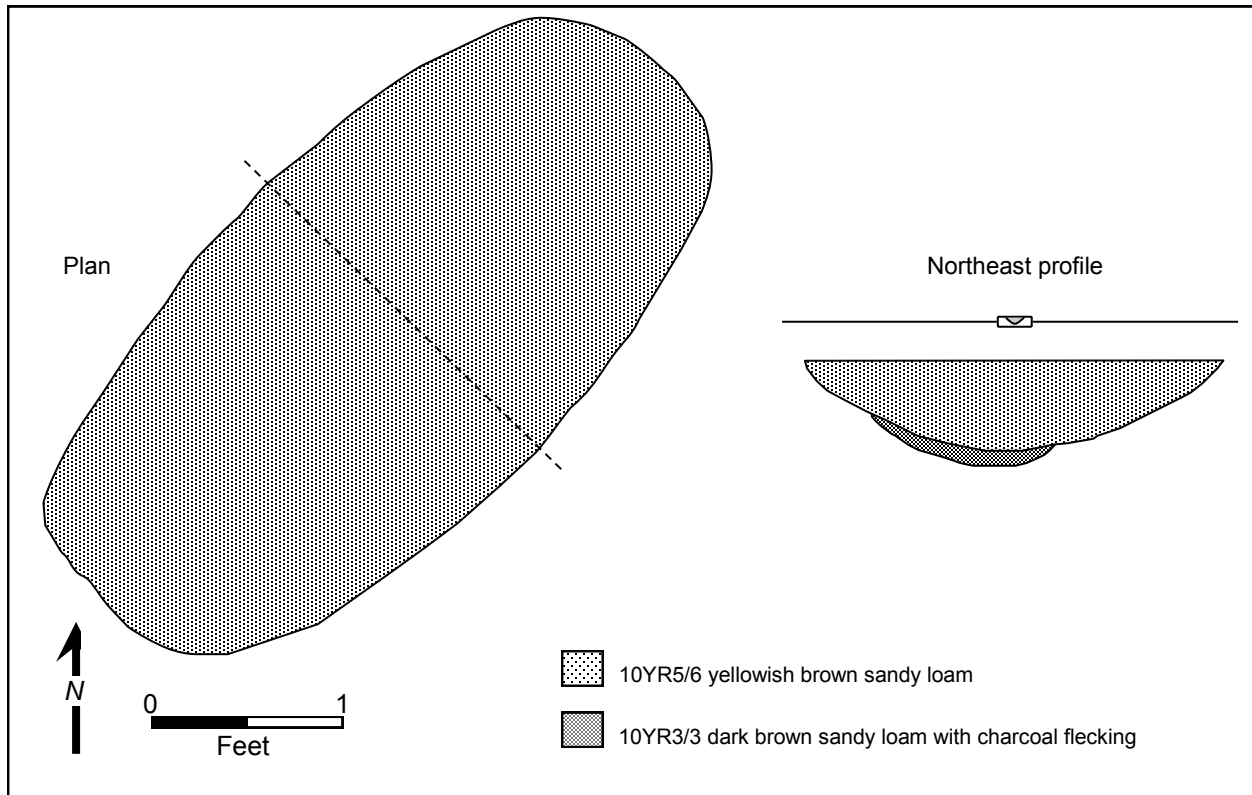 Plan
Northeast profile
N
0 1
Feet
10YR5/6 yellowish brown sandy loam
10YR3/3 dark brown sandy loam with charcoal flecking